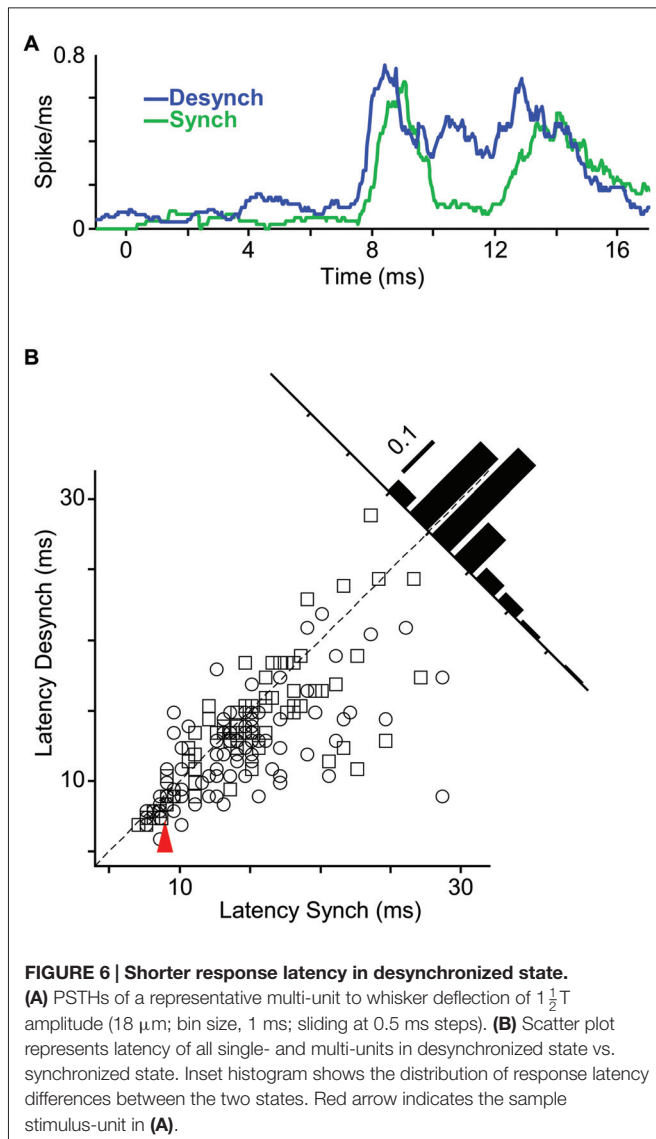 A
0.8
Desynch
Synch
Spike/ms
0
0 4 8 12 16
Time (ms)
B
0.1
30
Latency Desynch (ms)
10
10 30
Latency Synch (ms)
FIGURE 6 | Shorter response latency in desynchronized state.
(A) PSTHs of a representative multi-unit to whisker deflection of 1½T
amplitude (18 μm; bin size, 1 ms; sliding at 0.5 ms steps). (B) Scatter plot
represents latency of all single- and multi-units in desynchronized state vs.
synchronized state. Inset histogram shows the distribution of response latency
differences between the two states. Red arrow indicates the sample
stimulus-unit in (A).